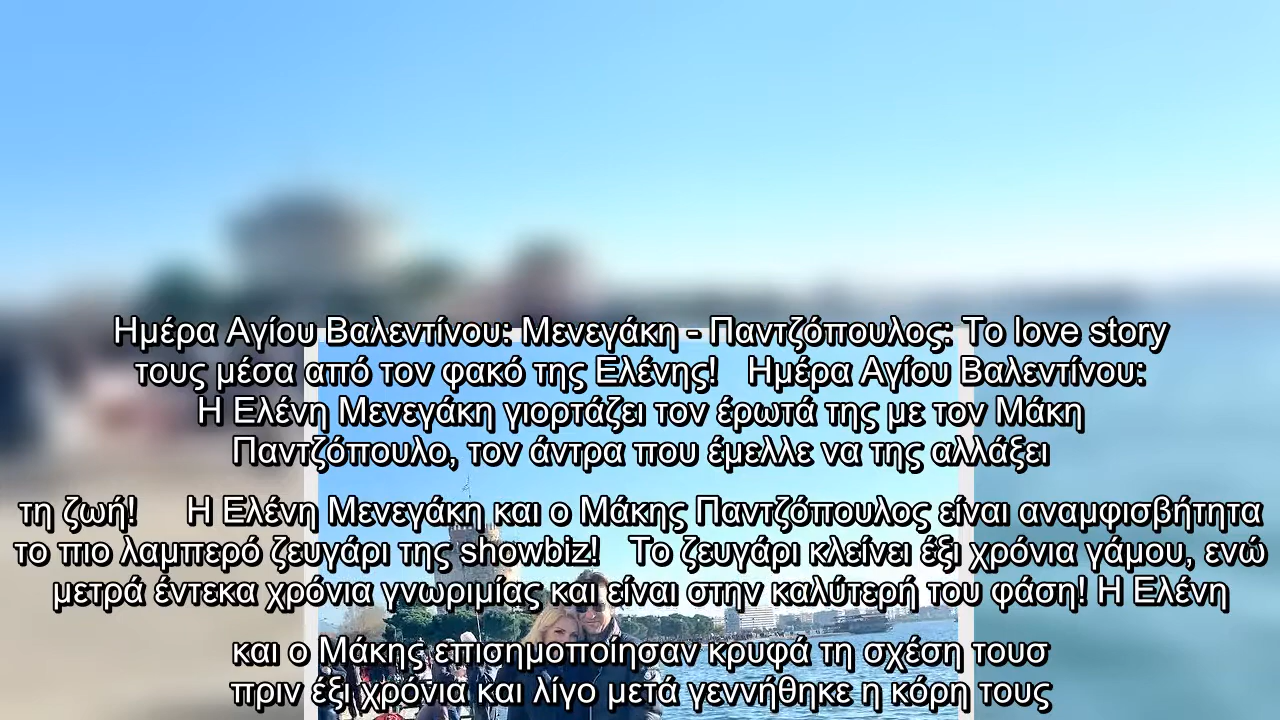 Ημέρα Αγίου Βαλεντίνου: Μενεγάκη - Παντζόπουλος: Το love story
τους μέσα από τον φακό της Ελένης!   Ημέρα Αγίου Βαλεντίνου:
Η Ελένη Μενεγάκη γιορτάζει τον έρωτά της με τον Μάκη
Παντζόπουλο, τον άντρα που έμελλε να της αλλάξει
τη ζωή!     Η Ελένη Μενεγάκη και ο Μάκης Παντζόπουλος είναι αναμφισβήτητα
το πιο λαμπερό ζευγάρι της showbiz!   Το ζευγάρι κλείνει έξι χρόνια γάμου, ενώ
μετρά έντεκα χρόνια γνωριμίας και είναι στην καλύτερή του φάση! Η Ελένη
και ο Μάκης επισημοποίησαν κρυφά τη σχέση τουσ
πριν έξι χρόνια και λίγο μετά γεννήθηκε η κόρη τους